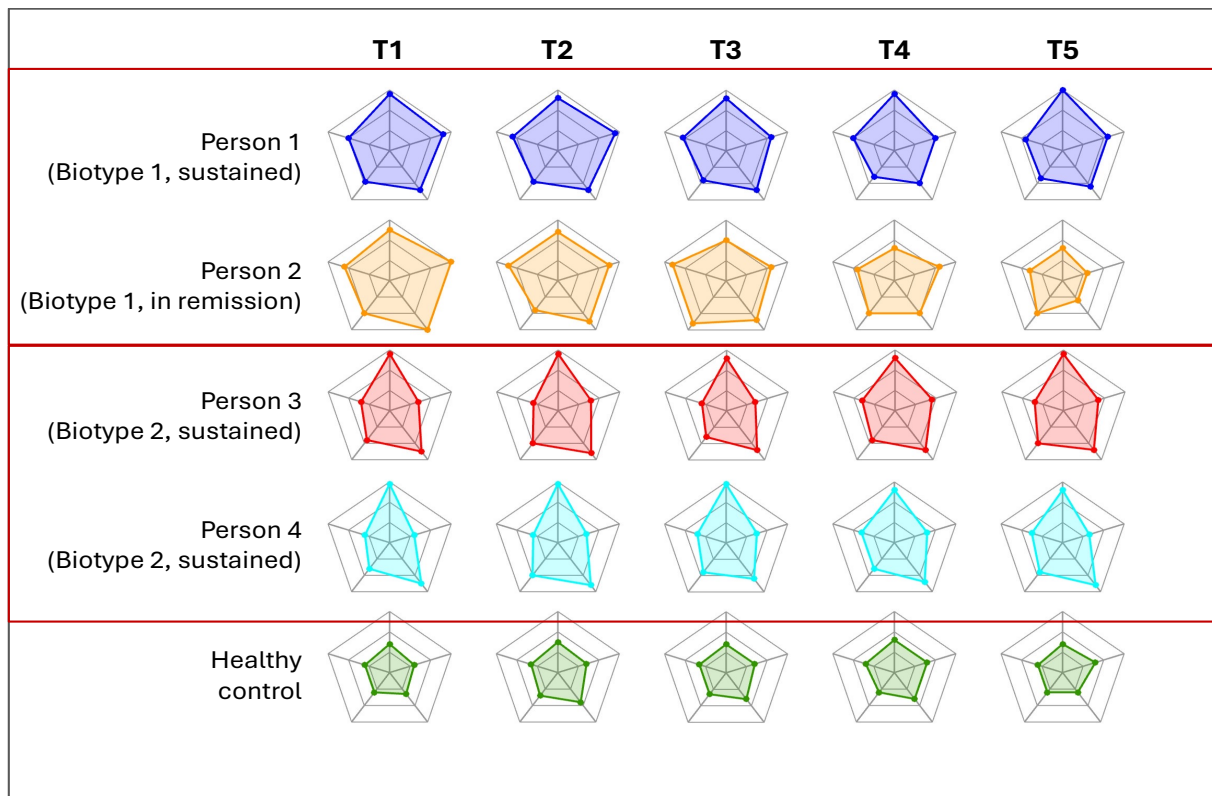 T1 T2 T3 T4 T5
Person 1
(Biotype 1, sustained)
Person 2
(Biotype 1, in remission)
Person 3
(Biotype 2, sustained)
Person 4
(Biotype 2, sustained)
Healthy
control